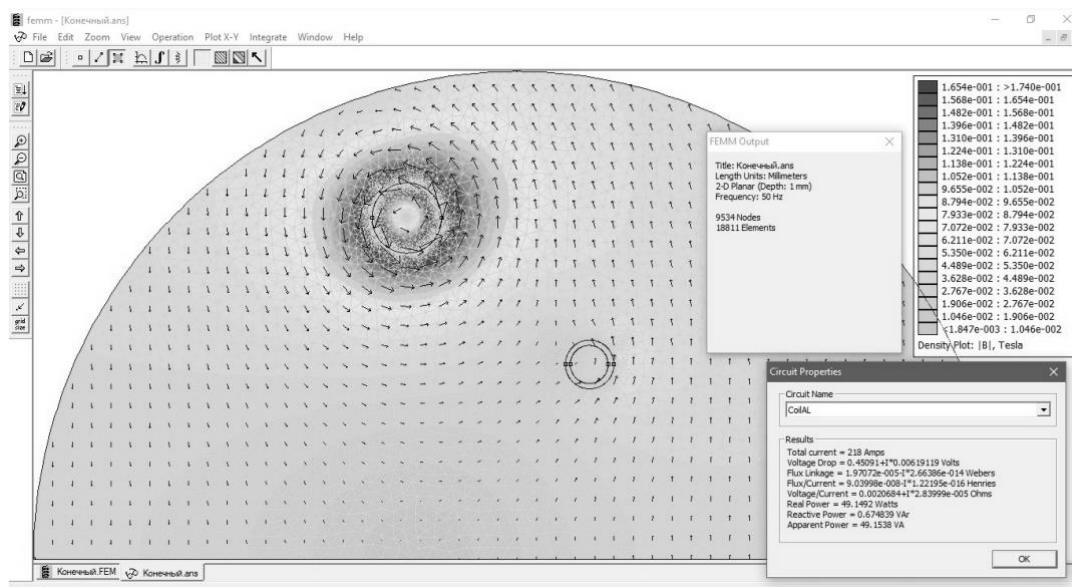 femm - [Конечный.ans]
File Edit Zoom View Operation Plot X-Y Integrate Window Help
grid
size
1.654e-001 : >1.740e-001
1.568e-001 : 1.654e-001
1.482e-001 : 1.568e-001
1.396e-001 : 1.482e-001
1.310e-001 : 1.396e-001
1.224e-001 : 1.310e-001
1.138e-001 : 1.224e-001
1.052e-001 : 1.138e-001
9.655e-002 : 1.052e-001
8.794e-002 : 9.655e-002
7.933e-002 : 8.794e-002
7.072e-002 : 7.933e-002
6.211e-002 : 7.072e-002
5.350e-002 : 6.211e-002
4.489e-002 : 5.350e-002
3.628e-002 : 4.489e-002
2.767e-002 : 3.628e-002
1.906e-002 : 2.767e-002
1.046e-002 : 1.906e-002
<1.847e-003 : 1.046e-002
Density Plot: |B|, Tesla
FEMM Output
Title: Конечный.ans
Length Units: Millimeters
2-D Planar (Depth: 1 mm)
Frequency: 50 Hz
9534 Nodes
18811 Elements
Circuit Properties
Circuit Name
CoilAL
Results
Total current = 218 Amps
Voltage Drop = 0.45091+I*0.00619119 Volts
Flux Linkage = 1.97072e-005-I*2.66386e-014 Webers
Flux/Current = 9.03998e-008-I*1.22195e-016 Henries
Voltage/Current = 0.0020684+I*2.83999e-005 Ohms
Real Power = 49.1492 Watts
Reactive Power = 0.674839 VAr
Apparent Power = 49.1538 VA
OK
Конечный.FEM Конечный.ans